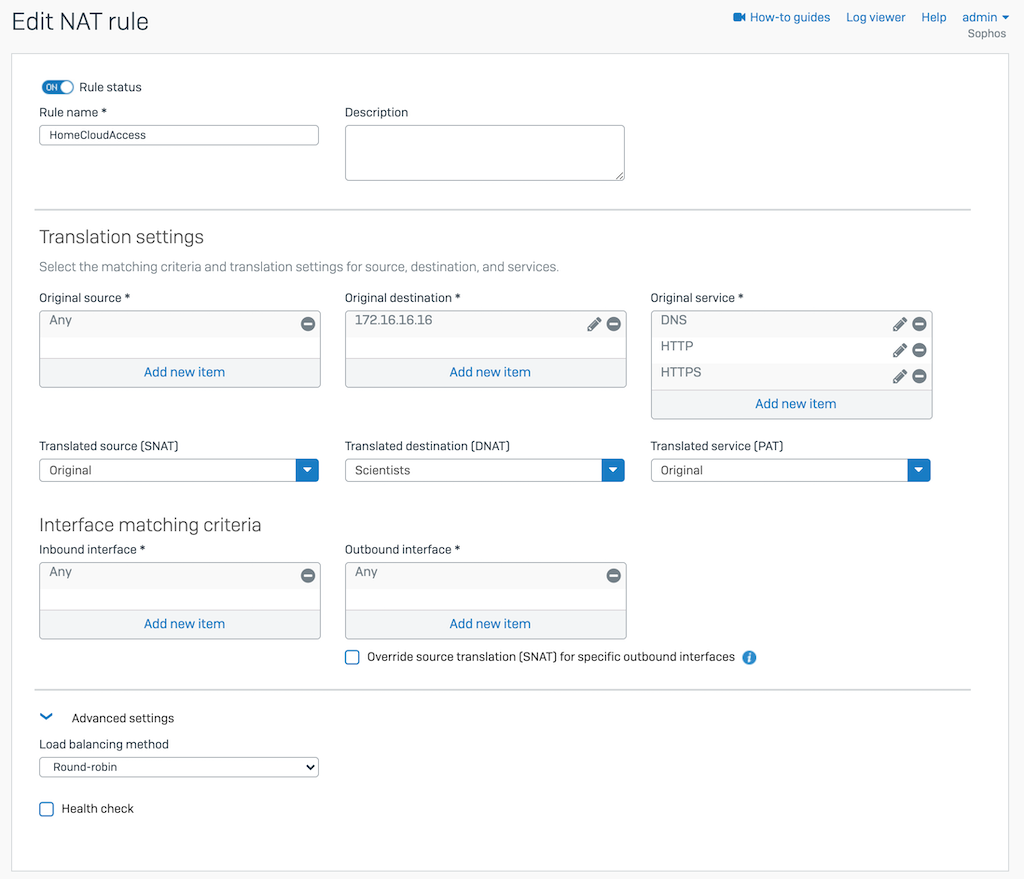 Edit NAT rule
How-to guides Log viewer Help admin
Sophos
ON Rule status
Rule name *
HomeCloudAccess
Description
Translation settings
Select the matching criteria and translation settings for source, destination, and services.
Original source *
Any
Add new item
Original destination *
172.16.16.16
Add new item
Original service *
DNS
HTTP
HTTPS
Add new item
Translated source (SNAT)
Original
Translated destination (DNAT)
Scientists
Translated service (PAT)
Original
Interface matching criteria
Inbound interface *
Any
Add new item
Outbound interface *
Any
Add new item
Override source translation (SNAT) for specific outbound interfaces i
Advanced settings
Load balancing method
Round-robin
Health check